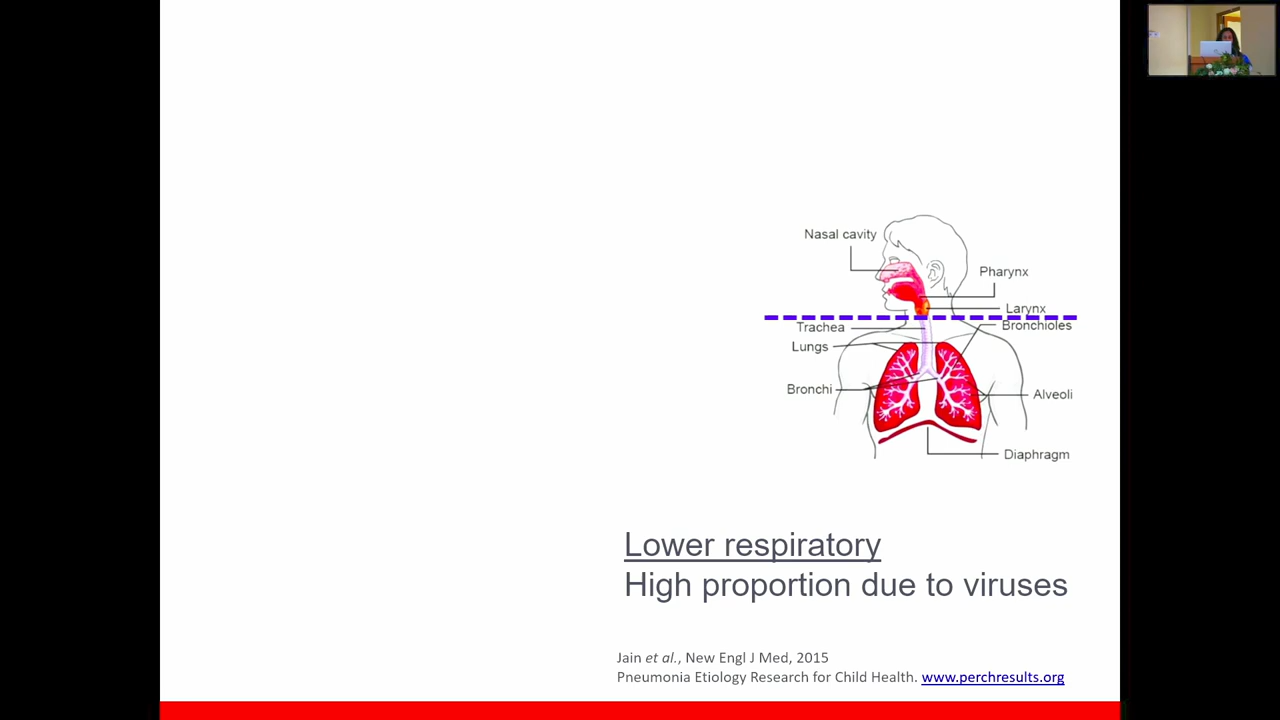 Nasal cavity
Pharynx
Larynx
Trachea
Bronchioles
Lungs
Bronchi
Alveoli
Diaphragm
Lower respiratory
High proportion due to viruses
Jain et al., New Engl J Med, 2015
Pneumonia Etiology Research for Child Health. www.perchresults.org